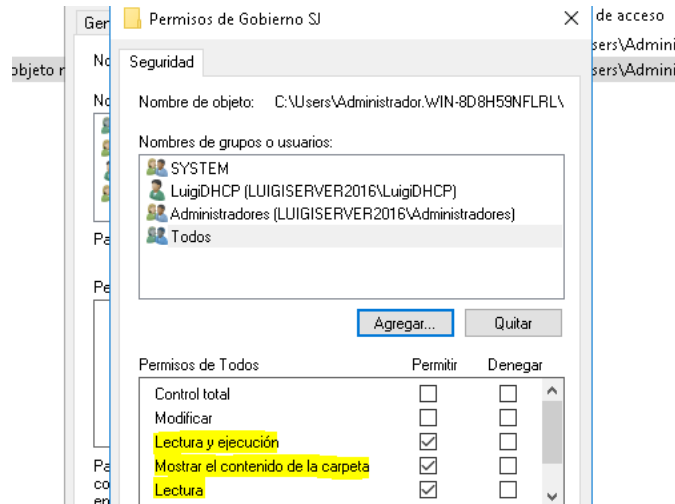 Ger
Permisos de Gobierno SJ
de acceso
sers\Admini
objeto r
No
Seguridad
sers\Admini
Nombre de objeto: C:\Users\Administrador.WIN-8D8H59NFLRL\
No
Nombres de grupos o usuarios:
SYSTEM
LuigiDHCP (LUIGISERVER2016\LuigiDHCP)
Administradores (LUIGISERVER2016\Administradores)
Todos
Pa
Pe
Agregar... Quitar
Permisos de Todos Permitir Denegar
Control total
Modificar
Lectura y ejecución
Mostrar el contenido de la carpeta
Lectura
Pa
co
en